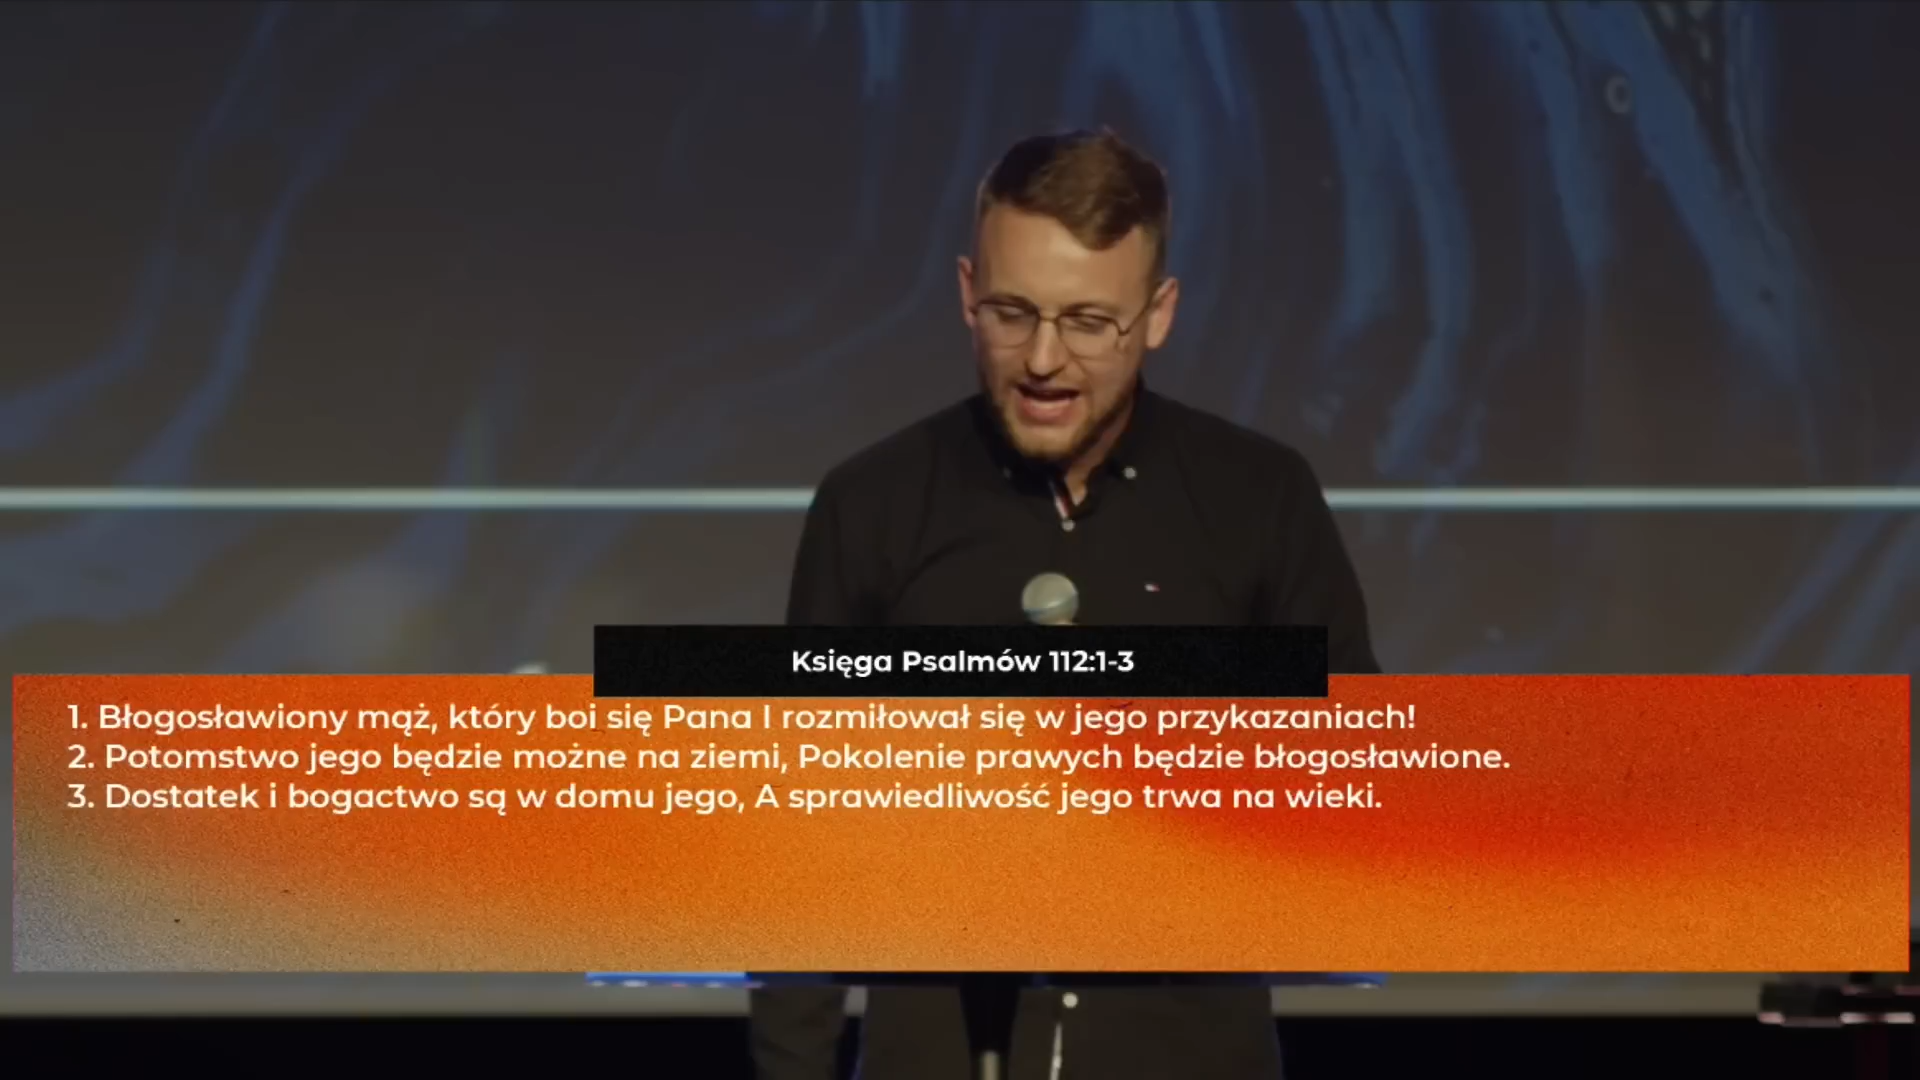 Księga Psalmów 112:1-3
1. Błogosławiony mąż, który boi się Pana I rozmiłował się w jego przykazaniach!
2. Potomstwo jego będzie możne na ziemi, Pokolenie prawych będzie błogosławione.
3. Dostatek i bogactwo są w domu jego, A sprawiedliwość jego trwa na wieki.